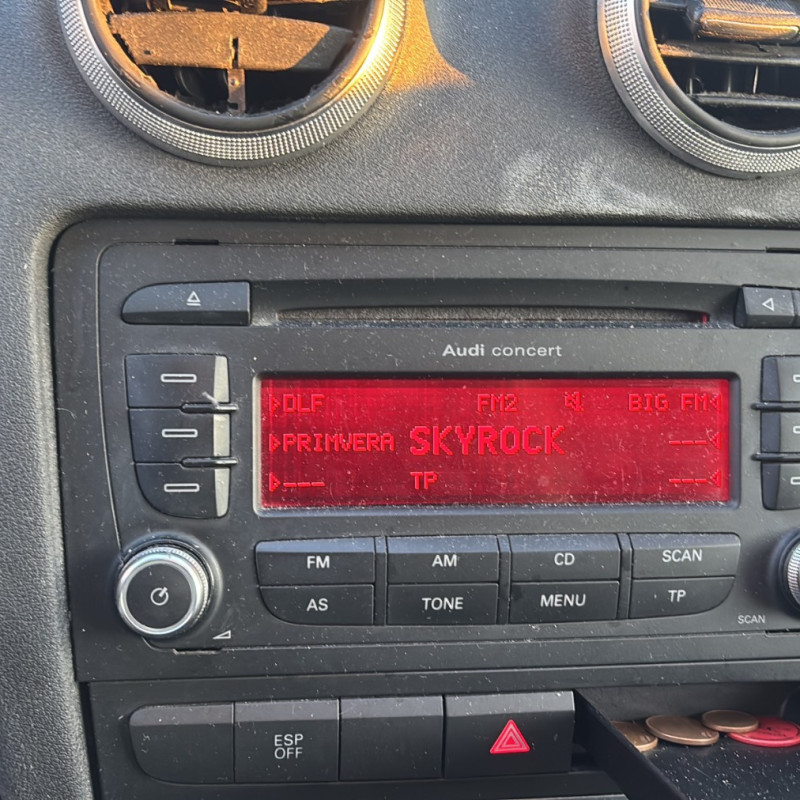 Audi concert
DLF FM2 BIG FM
PRIMVERA SKYROCK ---
--- TP ---
FM AM CD SCAN
AS TONE MENU TP
SCAN
ESP
OFF